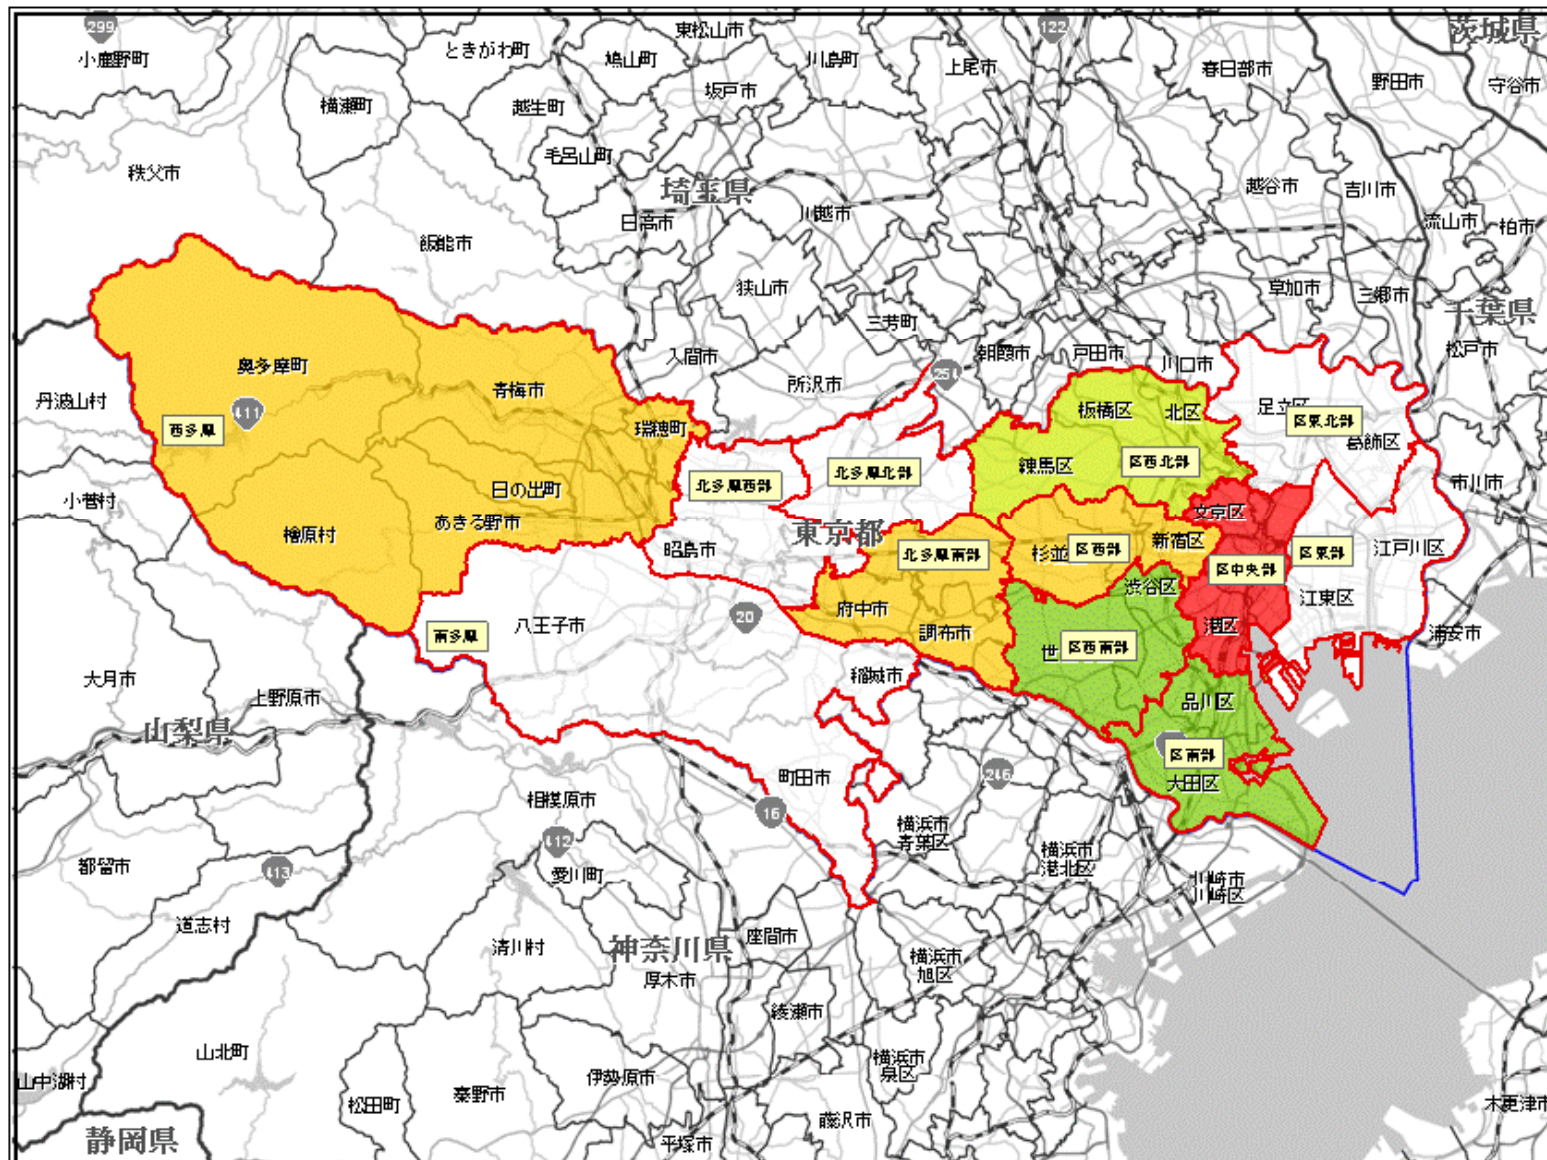 299
小鹿野町
ときがわ町
鳩山町
東松山市
川島町
122
上尾市
春日部市
茨城県
野田市
守谷市
横瀬町
越生町
坂戸市
毛呂山町
秩父市
埼玉県
越谷市
吉川市
日高市
川越市
流山市
柏市
飯能市
狭山市
草加市
三郷市
千葉県
三芳町
入間市
朝霞市
戸田市
川口市
松戸市
奥多摩町
所沢市
254
青梅市
丹波山村
411
西多摩
板橋区
北区
足立区
区東北部
葛飾区
瑞穂町
練馬区
区西北部
北多摩西部
北多摩北部
市川市
小菅村
日の出町
あきる野市
檜原村
文京区
東京都
昭島市
北多摩南部
杉並
区西部
新宿区
区東部
江戸川区
区中央部
渋谷区
江東区
府中市
20
八王子市
南多摩
調布市
港区
浦安市
世
区西南部
大月市
上野原市
稲城市
品川区
山梨県
区南部
町田市
246
大田区
相模原市
16
横浜市
青葉区
412
横浜市
港北区
都留市
413
愛川町
川崎市
川崎区
道志村
清川村
神奈川県
座間市
横浜市
旭区
厚木市
綾瀬市
山北町
横浜市
泉区
山中湖村
伊勢原市
秦野市
松田町
藤沢市
木更津市
静岡県
平塚市